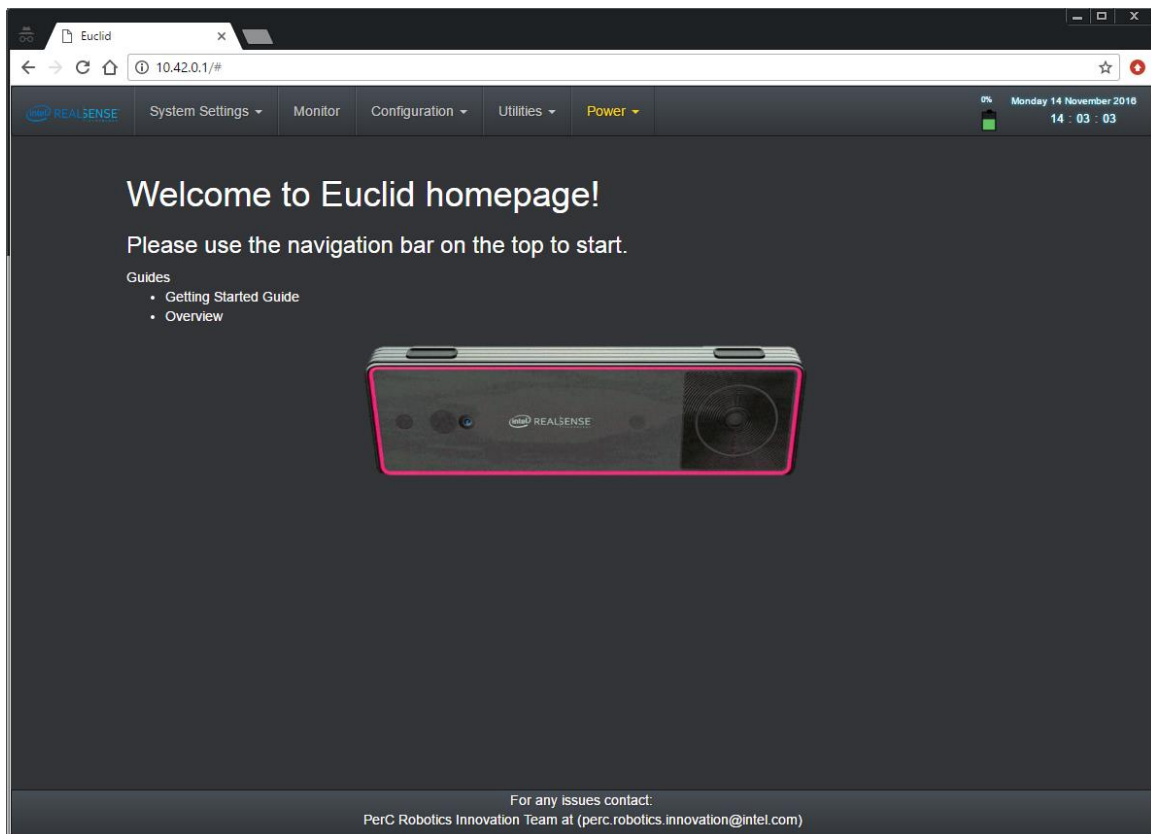 Euclid
10.42.0.1/#
intel REALSENSE System Settings Monitor Configuration Utilities Power 0% Monday 14 November 2016
14 : 03 : 03
Welcome to Euclid homepage!
Please use the navigation bar on the top to start.
Guides
Getting Started Guide
Overview
intel REALSENSE
For any issues contact:
PerC Robotics Innovation Team at (perc.robotics.innovation@intel.com)